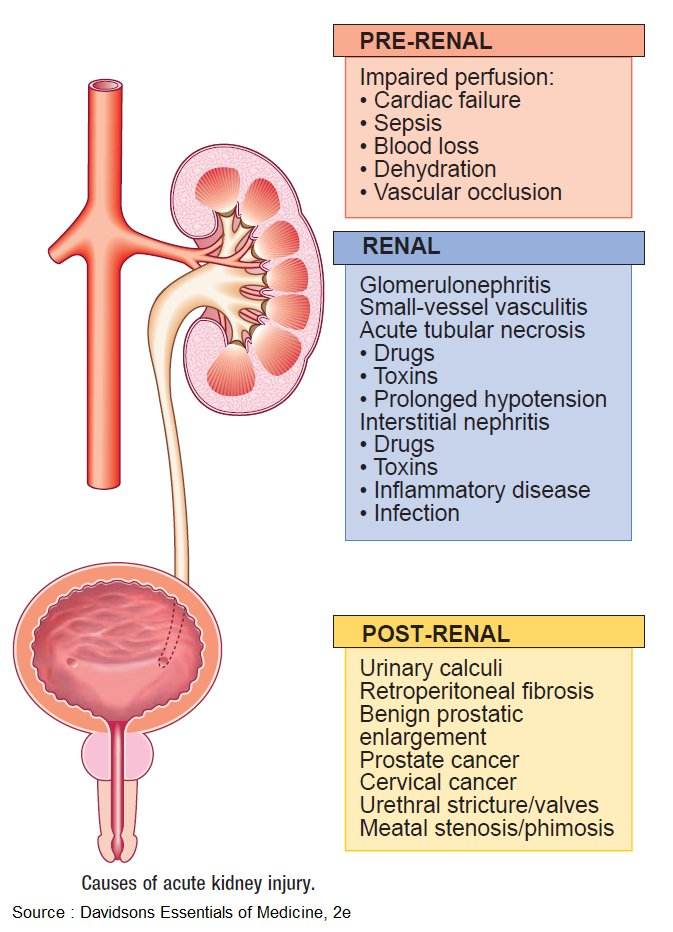 PRE-RENAL
Impaired perfusion:
• Cardiac failure
• Sepsis
• Blood loss
• Dehydration
• Vascular occlusion
RENAL
Glomerulonephritis
Small-vessel vasculitis
Acute tubular necrosis
• Drugs
• Toxins
• Prolonged hypotension
Interstitial nephritis
• Drugs
• Toxins
• Inflammatory disease
• Infection
POST-RENAL
Urinary calculi
Retroperitoneal fibrosis
Benign prostatic
enlargement
Prostate cancer
Cervical cancer
Urethral stricture/valves
Meatal stenosis/phimosis
Causes of acute kidney injury.
Source : Davidsons Essentials of Medicine, 2e